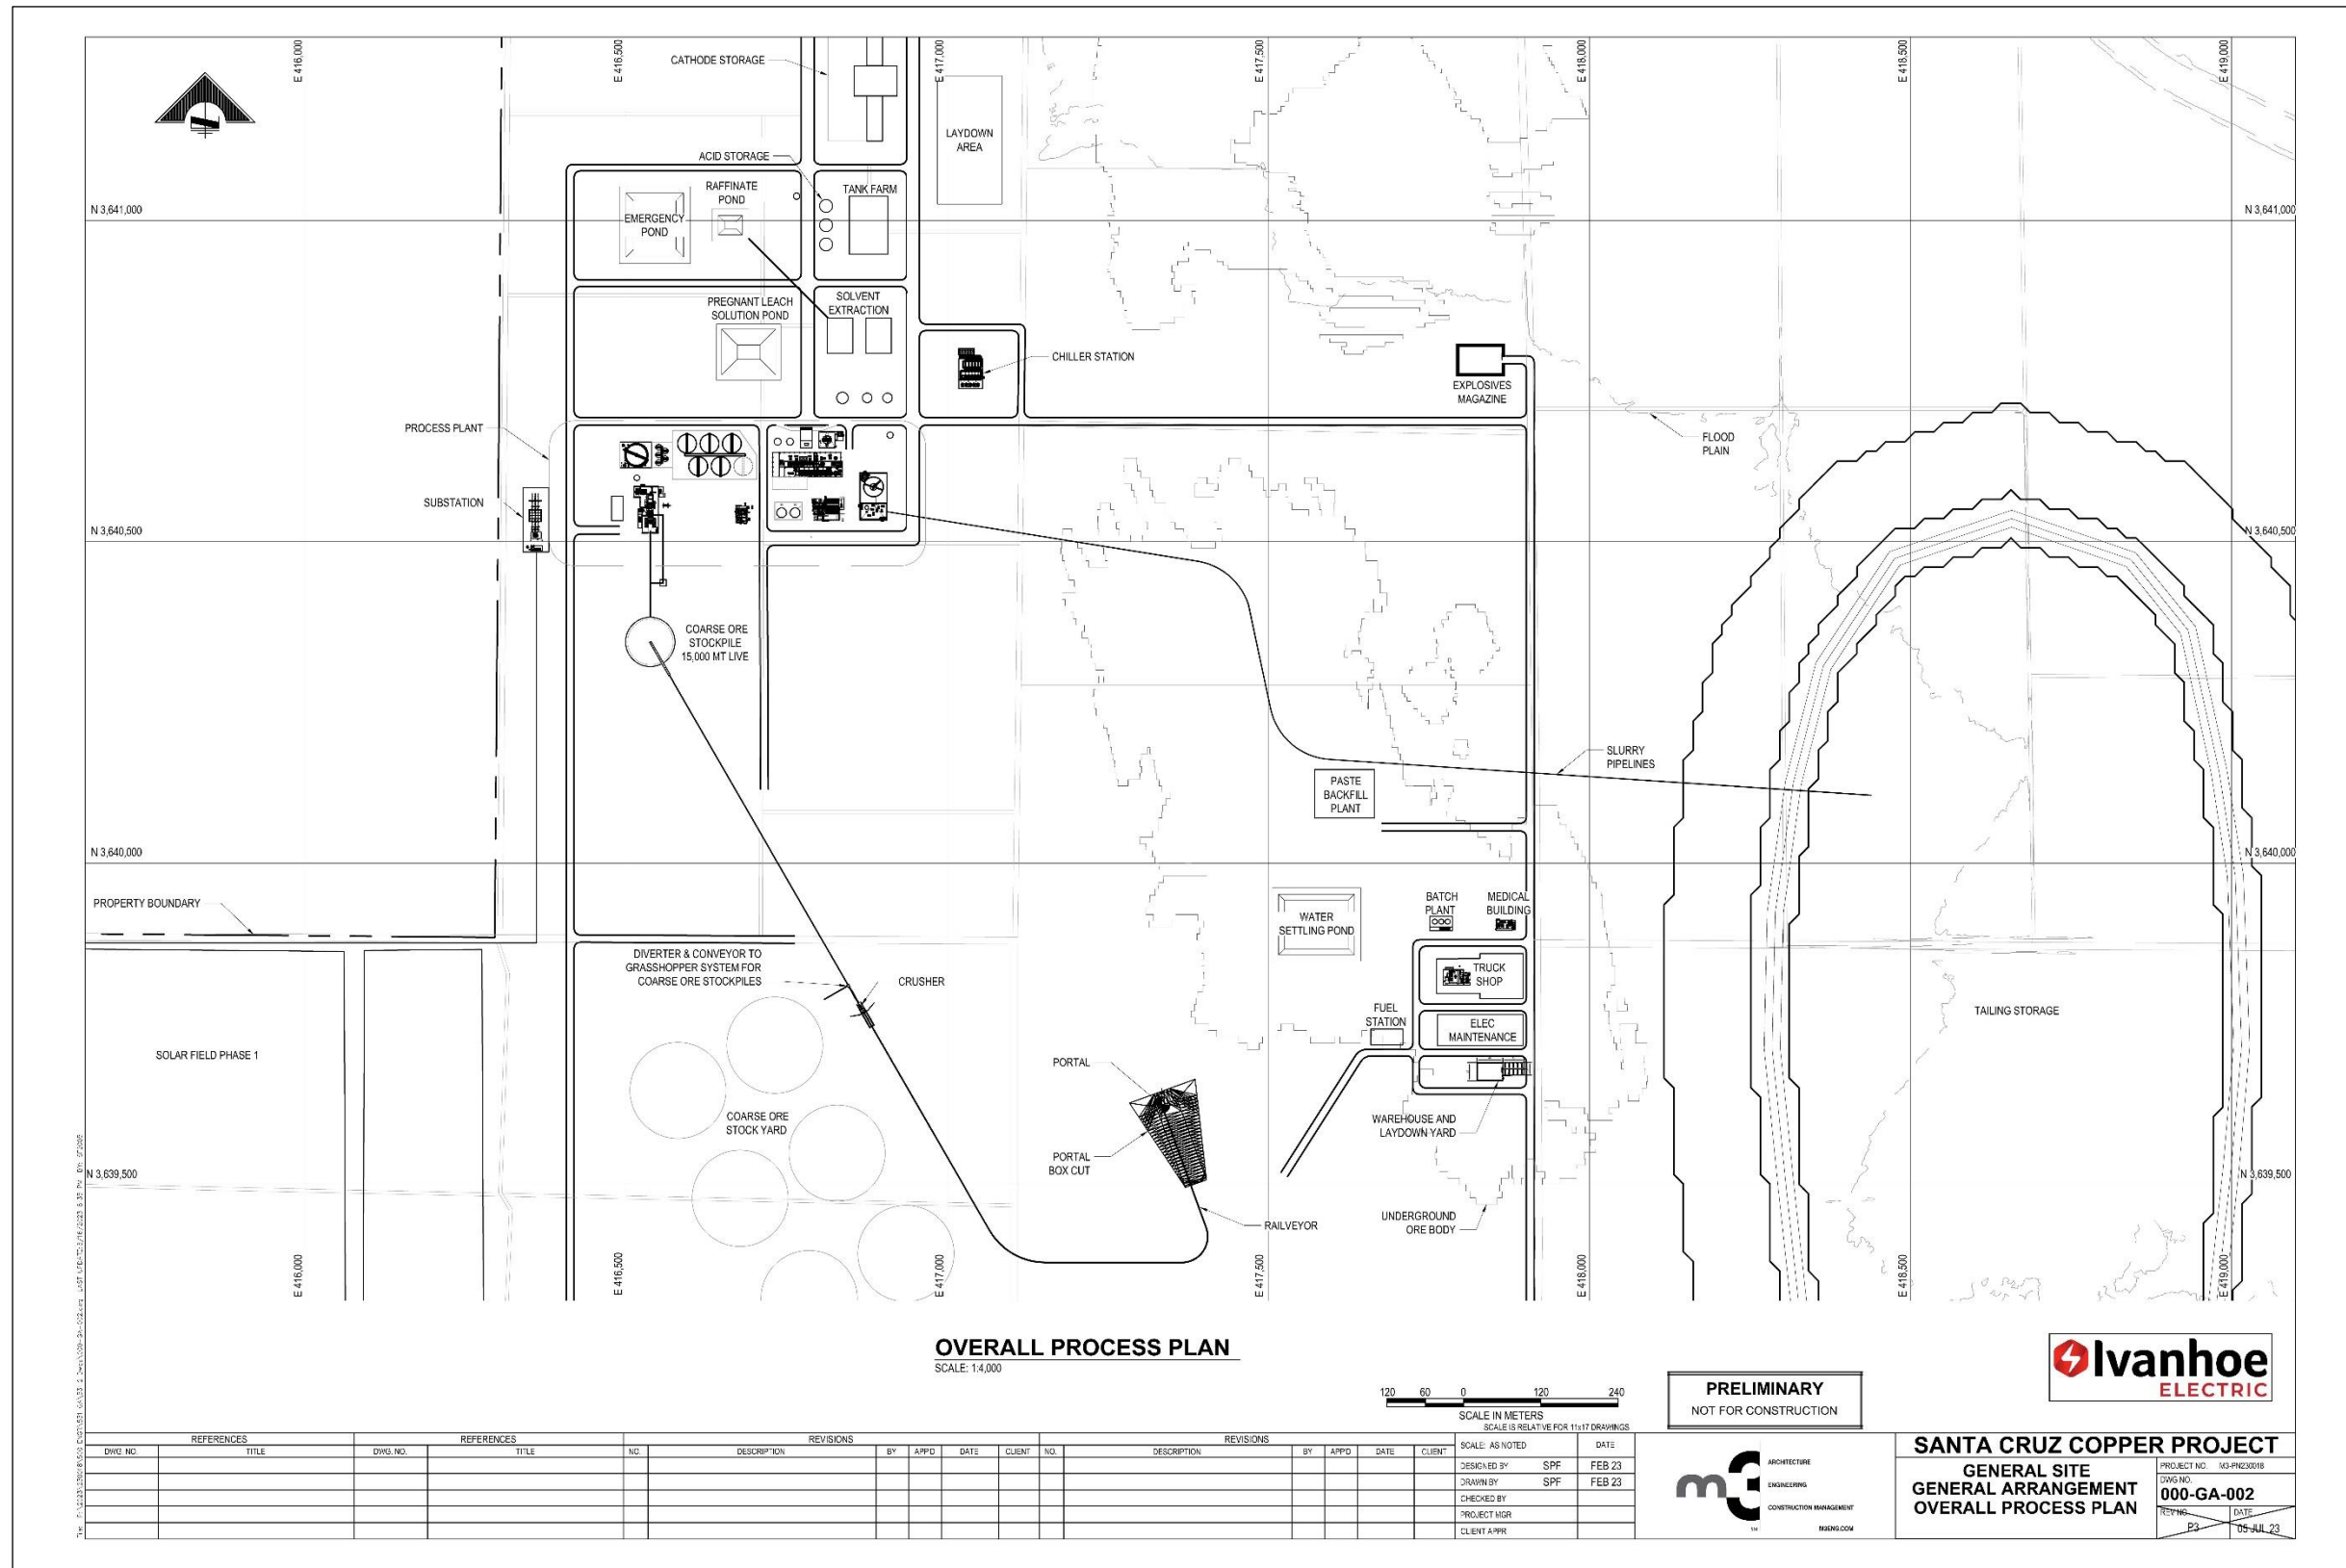 E 416,000
E 416,500
E 417,000
E 417,500
E 418,000
E 418,500
E 419,000
CATHODE STORAGE
LAYDOWN
AREA
ACID STORAGE
RAFFINATE
POND
TANK FARM
N 3,641,000
EMERGENCY
POND
N 3,641,000
PREGNANT LEACH
SOLUTION POND
SOLVENT
EXTRACTION
CHILLER STATION
EXPLOSIVES
MAGAZINE
PROCESS PLANT
FLOOD
PLAIN
SUBSTATION
N 3,640,500
N 3,640,500
COARSE ORE
STOCKPILE
15,000 MT LIVE
SLURRY
PIPELINES
PASTE
BACKFILL
PLANT
N 3,640,000
N 3,640,000
PROPERTY BOUNDARY
BATCH
PLANT
MEDICAL
BUILDING
WATER
SETTLING POND
DIVERTER & CONVEYOR TO
GRASSHOPPER SYSTEM FOR
COARSE ORE STOCKPILES
CRUSHER
TRUCK
SHOP
FUEL
STATION
ELEC
MAINTENANCE
TAILING STORAGE
SOLAR FIELD PHASE 1
PORTAL
COARSE ORE
STOCK YARD
WAREHOUSE AND
LAYDOWN YARD
PORTAL
BOX CUT
N 3,639,500
N 3,639,500
RAILVEYOR
UNDERGROUND
ORE BODY
E 416,000
E 416,500
E 417,000
E 417,500
E 418,000
E 418,500
E 419,000
OVERALL PROCESS PLAN
SCALE: 1:4,000
120 60 0 120 240
SCALE IN METERS
SCALE IS RELATIVE FOR 11x17 DRAWINGS
PRELIMINARY
NOT FOR CONSTRUCTION
Ivanhoe
ELECTRIC
REFERENCES
DWG. NO. TITLE
REFERENCES
DWG. NO. TITLE
REVISIONS
NO. DESCRIPTION BY APP'D DATE CLIENT
REVISIONS
NO. DESCRIPTION BY APP'D DATE CLIENT
SCALE: AS NOTED DATE
DESIGNED BY SPF FEB 23
DRAWN BY SPF FEB 23
CHECKED BY
PROJECT MGR
CLIENT APPR
m3
ARCHITECTURE
ENGINEERING
CONSTRUCTION MANAGEMENT
M3ENG.COM
SANTA CRUZ COPPER PROJECT
GENERAL SITE
GENERAL ARRANGEMENT
OVERALL PROCESS PLAN
PROJECT NO. M3-PN230018
DWG NO.
000-GA-002
REV NO. DATE
P3 05 JUL 23